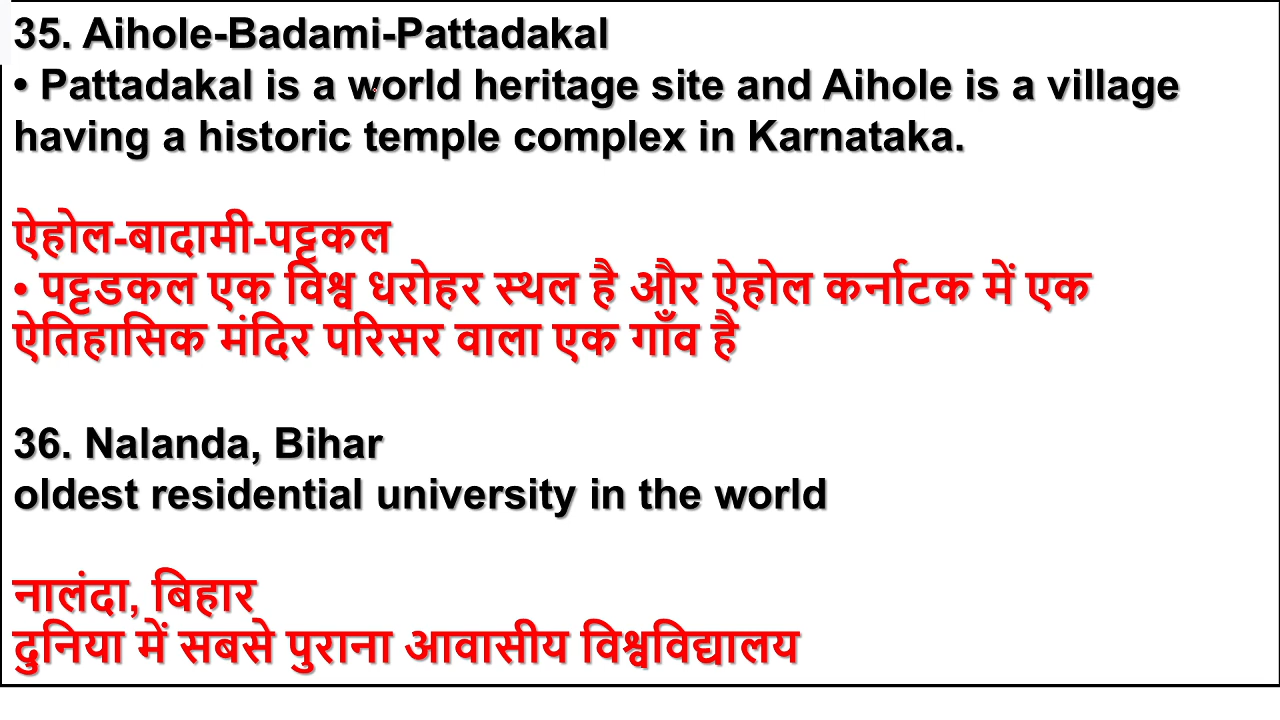 35. Aihole-Badami-Pattadakal
• Pattadakal is a world heritage site and Aihole is a village
having a historic temple complex in Karnataka.
ऐहोल-बादामी-पट्टकल
• पट्टडकल एक विश्व धरोहर स्थल है और ऐहोल कर्नाटक में एक
ऐतिहासिक मंदिर परिसर वाला एक गाँव है
36. Nalanda, Bihar
oldest residential university in the world
नालंदा, बिहार
दुनिया में सबसे पुराना आवासीय विश्वविद्यालय